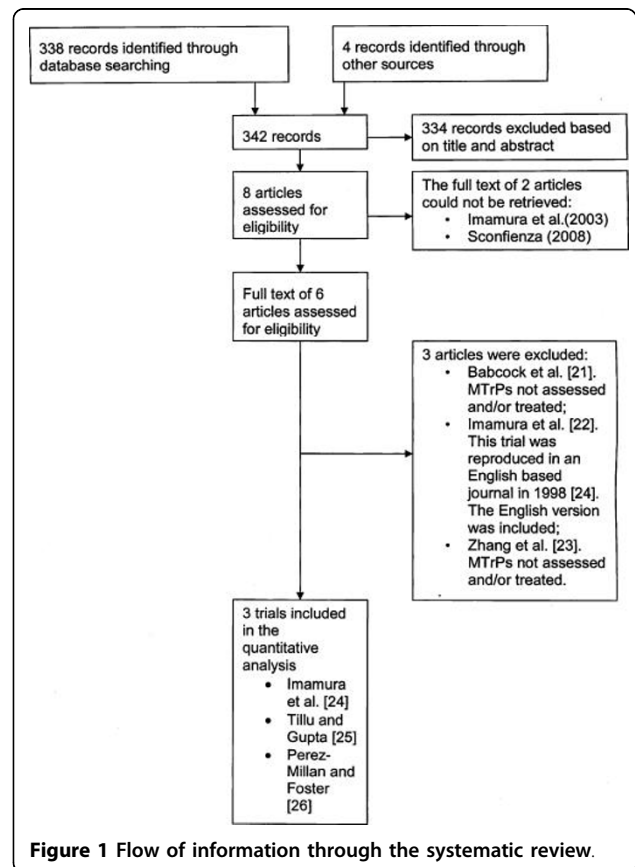 338 records identified through
database searching
4 records identified through
other sources
342 records
334 records excluded based
on title and abstract
8 articles
assessed for
eligibility
The full text of 2 articles
could not be retrieved:
• Imamura et al.(2003)
• Sconfienza (2008)
Full text of 6
articles assessed
for eligibility
3 articles were excluded:
• Babcock et al. [21].
MTrPs not assessed
and/or treated;
• Imamura et al. [22].
This trial was
reproduced in an
English based
journal in 1998 [24].
The English version
was included;
• Zhang et al. [23].
MTrPs not assessed
and/or treated.
3 trials included
in the
quantitative
analysis
• Imamura
et al. [24]
• Tillu and
Gupta [25]
• Perez-
Millan and
Foster
[26]
Figure 1 Flow of information through the systematic review.